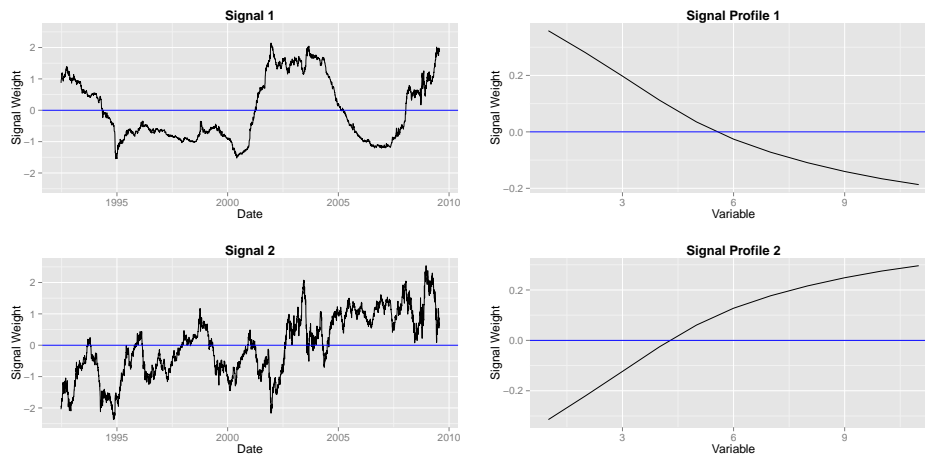 Signal 1
Signal Weight
2
1
0
−1
−2
1995
2000
2005
2010
Date
Signal Profile 1
Signal Weight
0.2
0.0
−0.2
3
6
9
Variable
Signal 2
Signal Weight
2
1
0
−1
−2
1995
2000
2005
2010
Date
Signal Profile 2
Signal Weight
0.2
0.0
−0.2
3
6
9
Variable